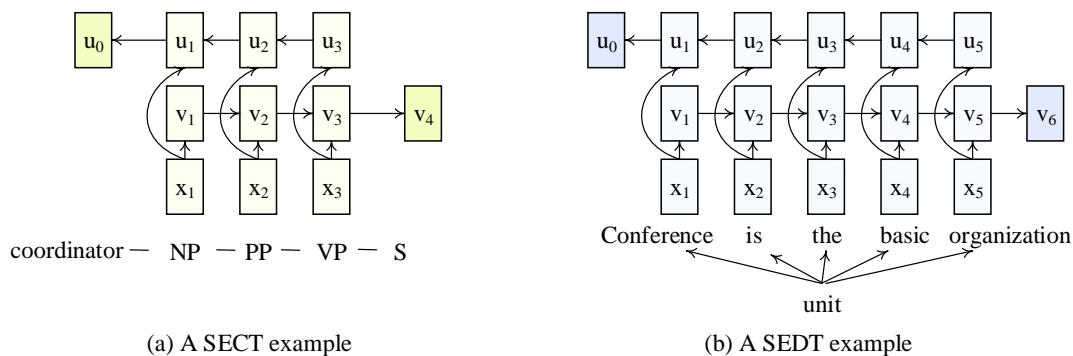 u0 u1 u2 u3
v1 v2 v3 v4
x1 x2 x3
coordinator — NP — PP — VP — S
(a) A SECT example
u0 u1 u2 u3 u4 u5
v1 v2 v3 v4 v5 v6
x1 x2 x3 x4 x5
Conference is the basic organization
unit
(b) A SEDT example